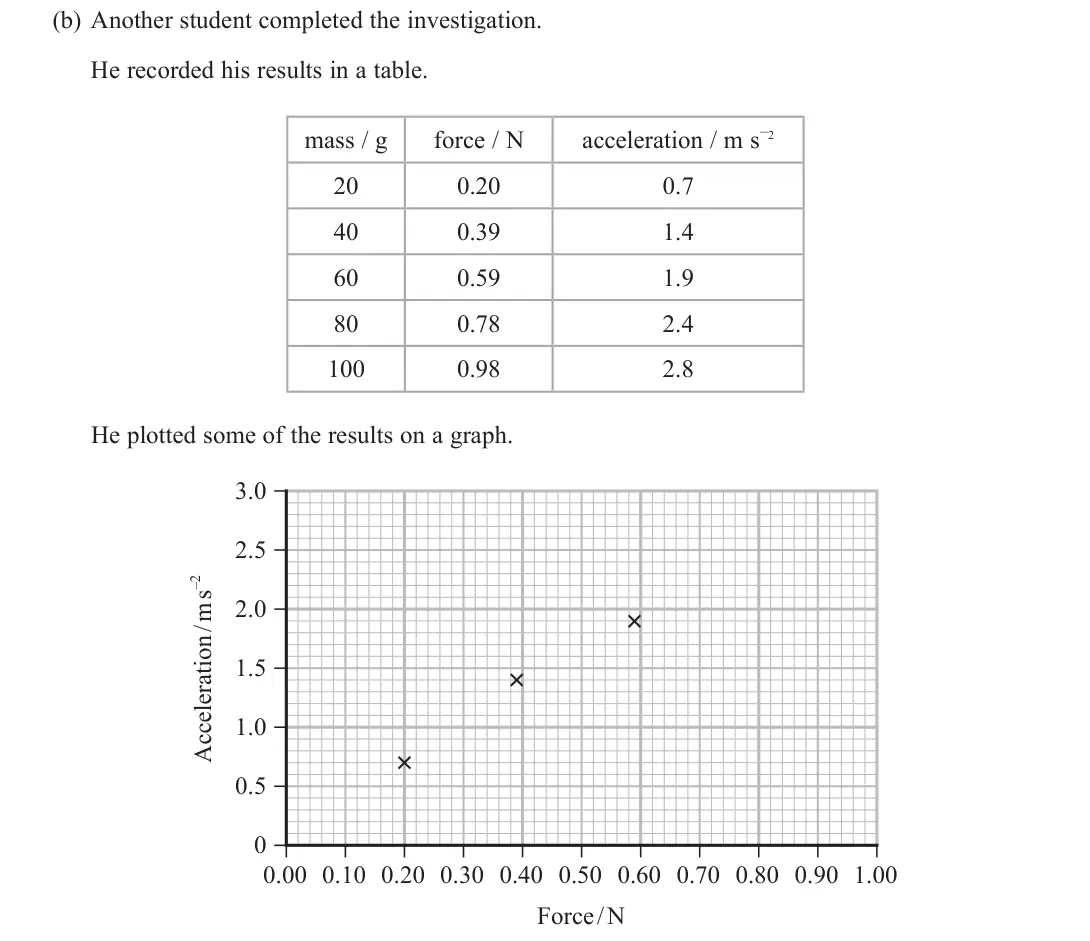 (b) Another student completed the investigation.
He recorded his results in a table.
mass / g force / N acceleration / m s⁻²
20 0.20 0.7
40 0.39 1.4
60 0.59 1.9
80 0.78 2.4
100 0.98 2.8
He plotted some of the results on a graph.
3.0
2.5
2.0
1.5
1.0
0.5
0
Acceleration/m s⁻²
0.00 0.10 0.20 0.30 0.40 0.50 0.60 0.70 0.80 0.90 1.00
Force/N